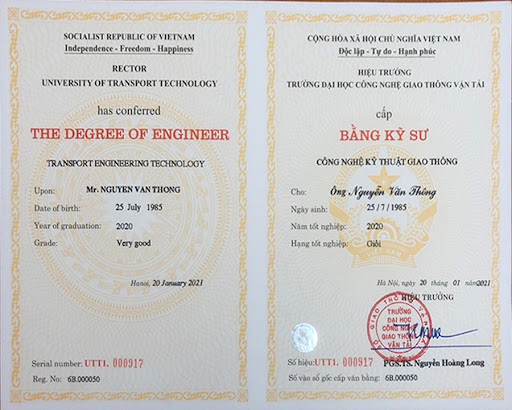 SOCIALIST REPUBLIC OF VIETNAM
Independence - Freedom - Happiness
RECTOR
UNIVERSITY OF TRANSPORT TECHNOLOGY
has conferred
THE DEGREE OF ENGINEER
TRANSPORT ENGINEERING TECHNOLOGY
Upon: Mr. NGUYEN VAN THONG
Date of birth: 25 July 1985
Year of graduation: 2020
Grade: Very good
Hanoi, 20 January 2021
Serial number: UTT1. 000917
Reg. No: 6B.000050
CỘNG HÒA XÃ HỘI CHỦ NGHĨA VIỆT NAM
Độc lập - Tự do - Hạnh phúc
HIỆU TRƯỞNG
TRƯỜNG ĐẠI HỌC CÔNG NGHỆ GIAO THÔNG VẬN TẢI
cấp
BẰNG KỸ SƯ
CÔNG NGHỆ KỸ THUẬT GIAO THÔNG
Cho: Ông Nguyễn Văn Thông
Ngày sinh: 25 / 7 / 1985
Năm tốt nghiệp: 2020
Hạng tốt nghiệp: Giỏi
Hà Nội, ngày 20 tháng 01 năm 2021
HIỆU TRƯỞNG
TRƯỜNG
ĐẠI HỌC
CÔNG NGHỆ
GIAO THÔNG
VẬN TẢI
Số hiệu: UTT1. 000917 PGS.TS. Nguyễn Hoàng Long
Số vào sổ gốc cấp văn bằng: 6B.000050